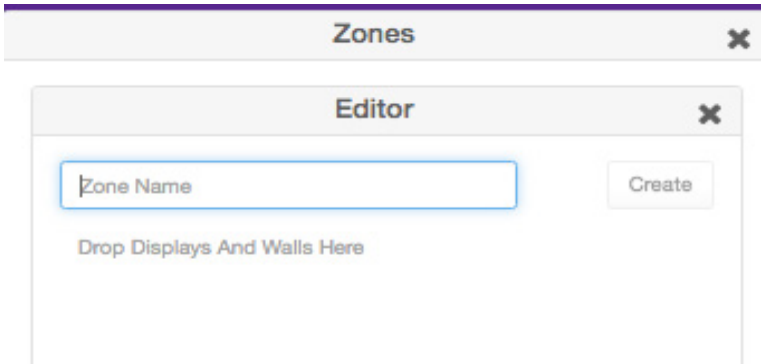 Zones
Editor
Zone Name
Create
Drop Displays And Walls Here